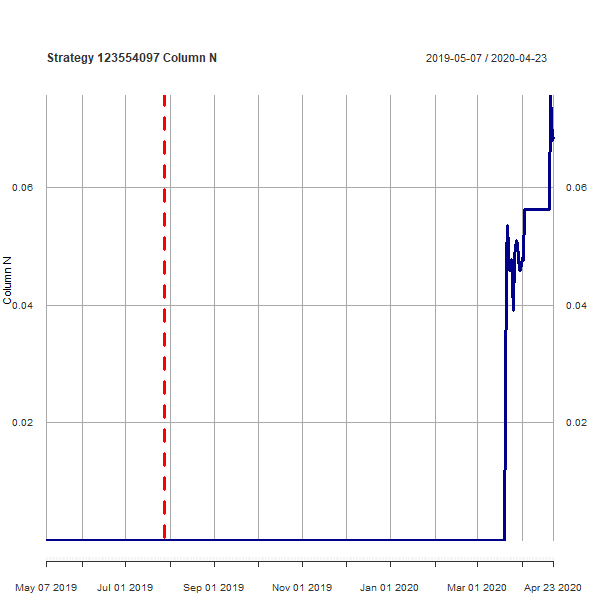 Strategy 123554097 Column N
2019-05-07 / 2020-04-23
0.06
0.06
Column N
0.04
0.04
0.02
0.02
May 07 2019
Jul 01 2019
Sep 01 2019
Nov 01 2019
Jan 01 2020
Mar 01 2020
Apr 23 2020